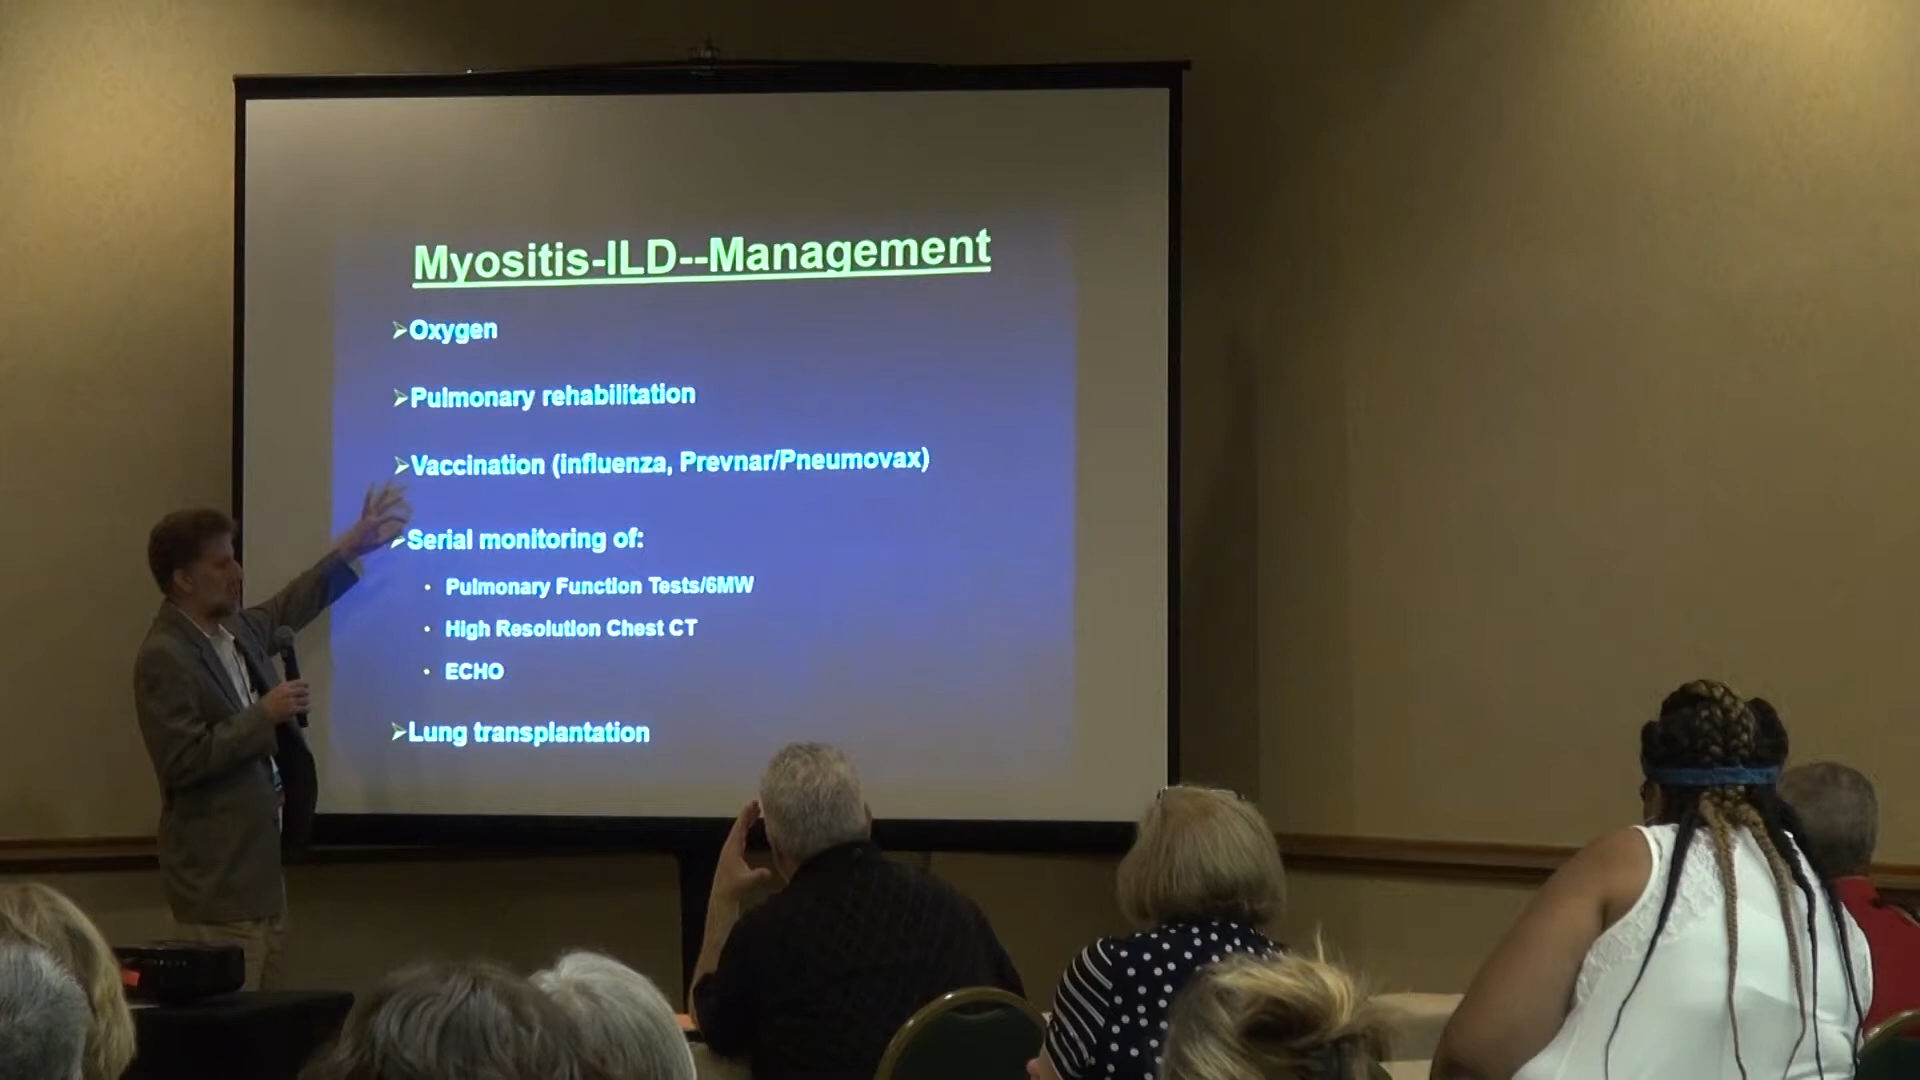 Myositis-ILD--Management
➢Oxygen
➢Pulmonary rehabilitation
➢Vaccination (influenza, Prevnar/Pneumovax)
➢Serial monitoring of:
• Pulmonary Function Tests/6MW
• High Resolution Chest CT
• ECHO
➢Lung transplantation